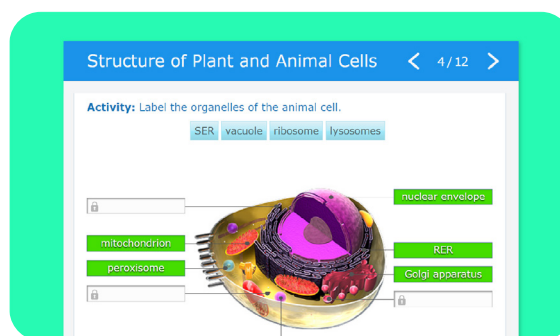 Structure of Plant and Animal Cells
4/12
Activity: Label the organelles of the animal cell.
SER vacuole ribosome lysosomes
nuclear envelope
mitochondrion
RER
peroxisome
Golgi apparatus